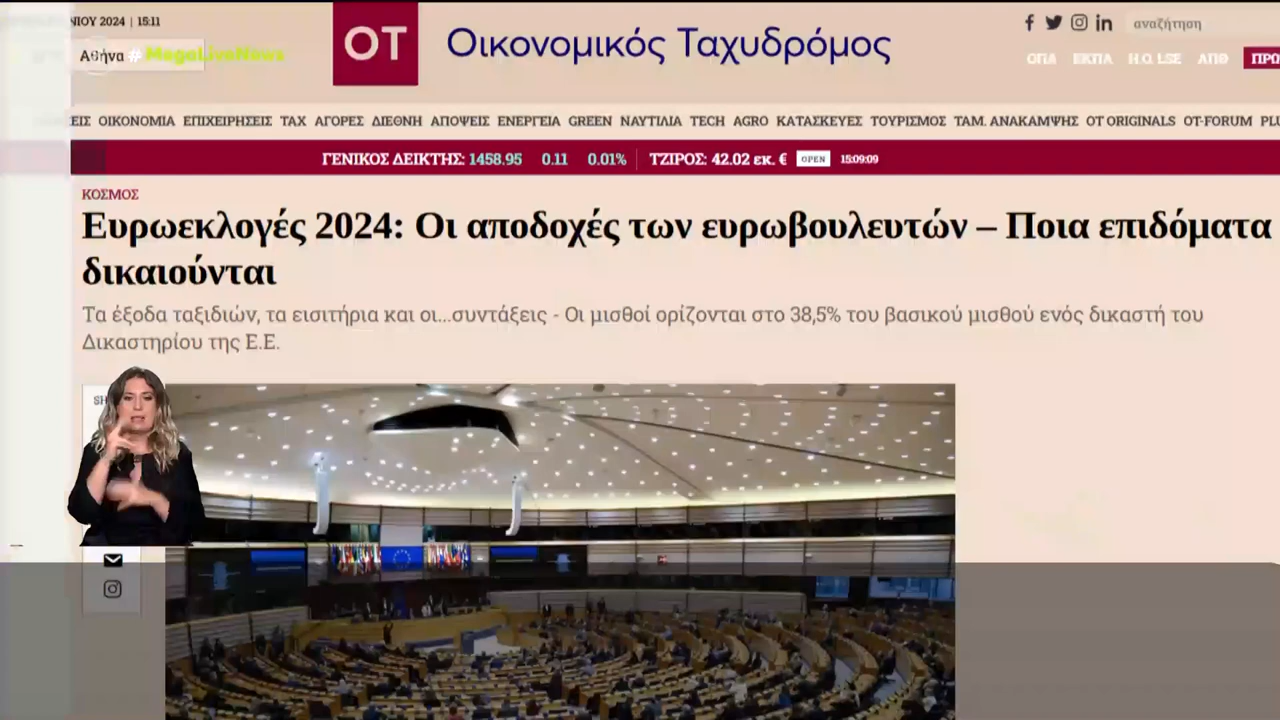 ΝΙΟΥ 2024 | 15:11
Αθήνα
#MegaLiveNews
ΟΤ
Οικονομικός Ταχυδρόμος
αναζήτηση
ΟΠΑ ΕΚΠΑ Η.Ο. LSE ΑΠΘ ΠΡΩ
ΕΙΣ ΟΙΚΟΝΟΜΙΑ ΕΠΙΧΕΙΡΗΣΕΙΣ TAX ΑΓΟΡΕΣ ΔΙΕΘΝΗ ΑΠΟΨΕΙΣ ΕΝΕΡΓΕΙΑ GREEN ΝΑΥΤΙΛΙΑ TECH AGRO ΚΑΤΑΣΚΕΥΕΣ ΤΟΥΡΙΣΜΟΣ ΤΑΜ. ΑΝΑΚΑΜΨΗΣ OT ORIGINALS OT-FORUM PLU
ΓΕΝΙΚΟΣ ΔΕΙΚΤΗΣ: 1458.95 0.11 0.01% ΤΖΙΡΟΣ: 42.02 εκ. € OPEN 15:09:09
ΚΟΣΜΟΣ
Ευρωεκλογές 2024: Οι αποδοχές των ευρωβουλευτών – Ποια επιδόματα
δικαιούνται
Τα έξοδα ταξιδιών, τα εισιτήρια και οι...συντάξεις - Οι μισθοί ορίζονται στο 38,5% του βασικού μισθού ενός δικαστή του
Δικαστηρίου της Ε.Ε.
SH